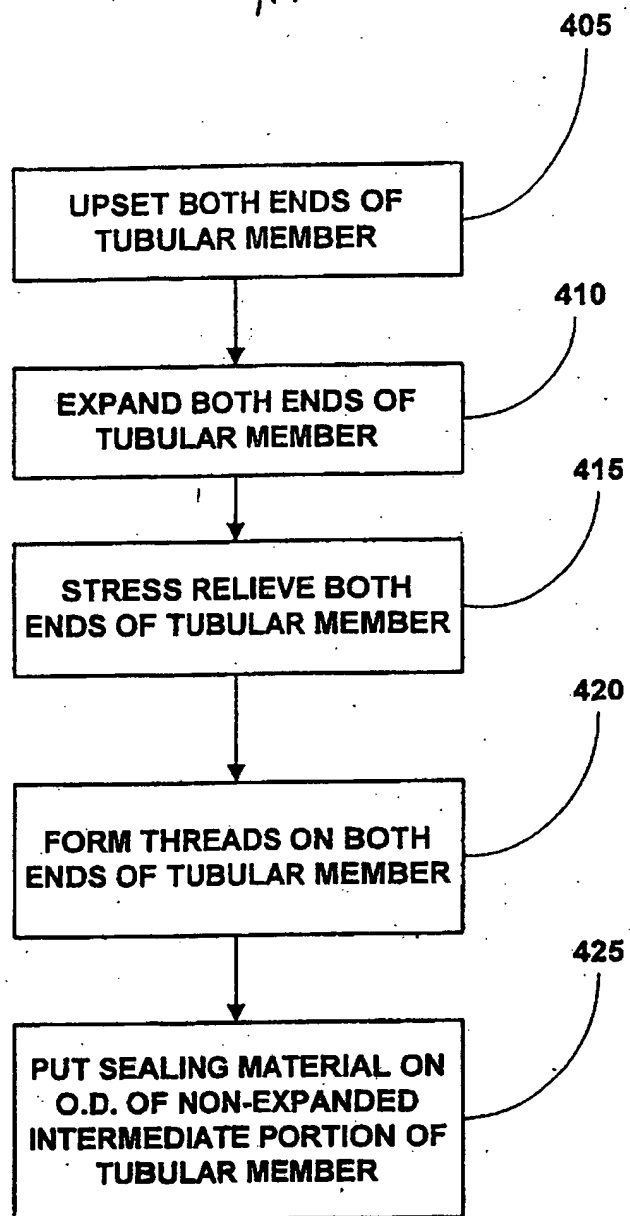 405
UPSET BOTH ENDS OF
TUBULAR MEMBER
410
EXPAND BOTH ENDS OF
TUBULAR MEMBER
415
STRESS RELIEVE BOTH
ENDS OF TUBULAR MEMBER
420
FORM THREADS ON BOTH
ENDS OF TUBULAR MEMBER
425
PUT SEALING MATERIAL ON
O.D. OF NON-EXPANDED
INTERMEDIATE PORTION OF
TUBULAR MEMBER